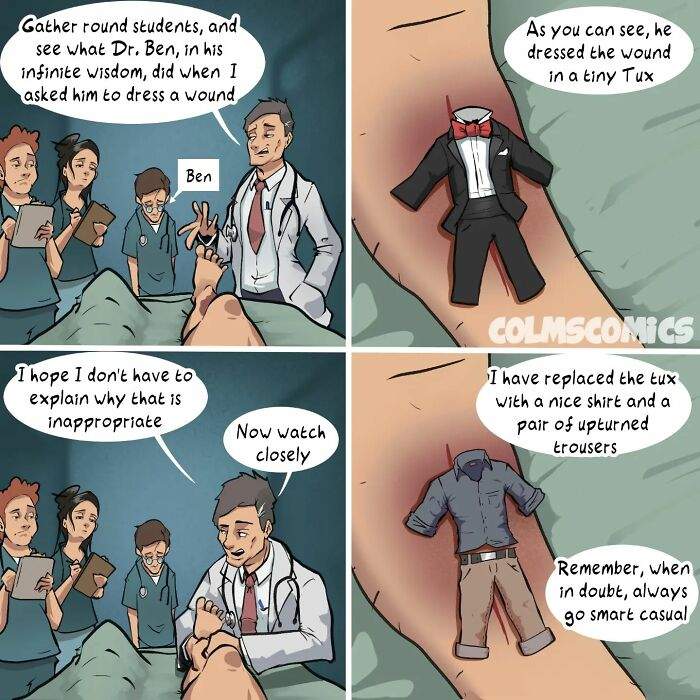 Gather round students, and
see what Dr. Ben, in his
infinite wisdom, did when I
asked him to dress a wound
Ben
As you can see, he
dressed the wound
in a tiny Tux
COLMSCOMiCS
I hope I don't have to
explain why that is
inappropriate
Now watch
closely
I have replaced the tux
with a nice shirt and a
pair of upturned
trousers
Remember, when
in doubt, always
go smart casual